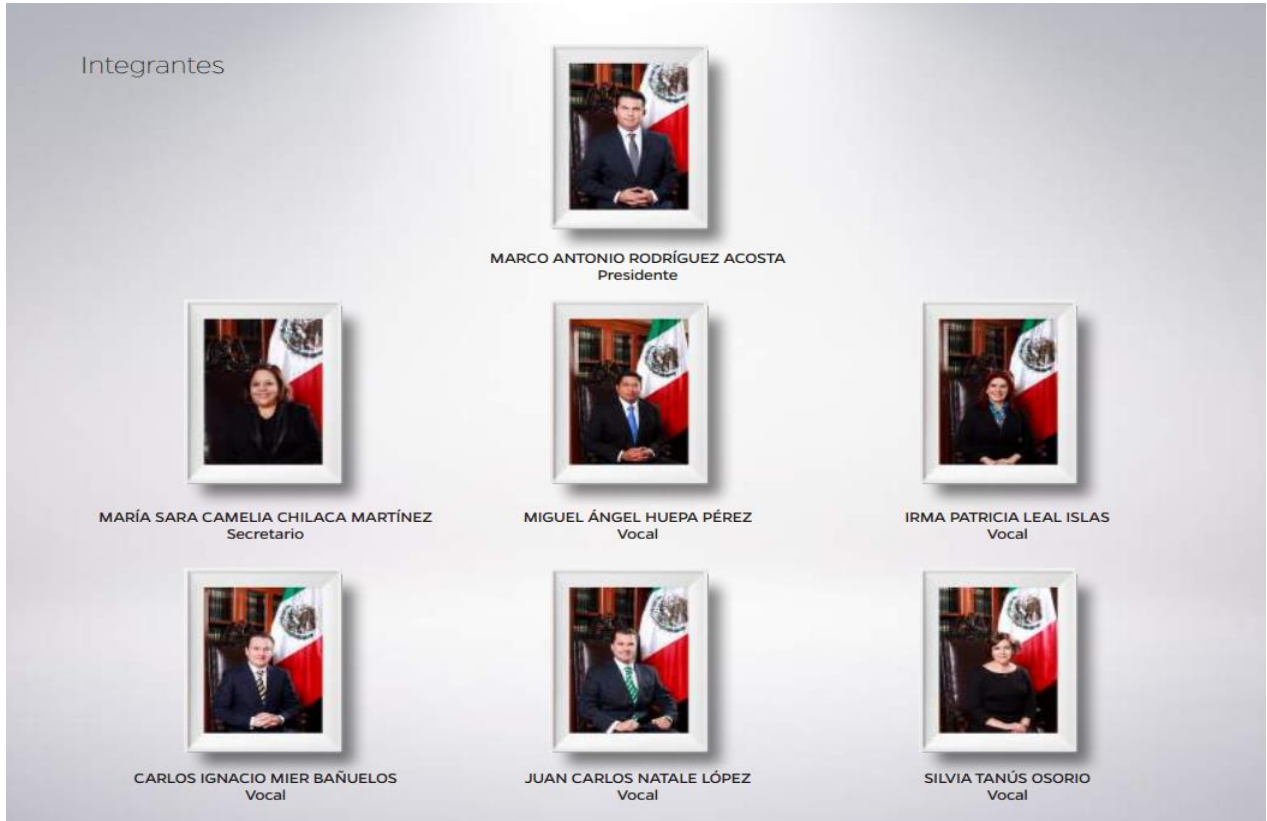 Integrantes
MARCO ANTONIO RODRÍGUEZ ACOSTA
Presidente
MARÍA SARA CAMELIA CHILACA MARTÍNEZ
Secretario
MIGUEL ÁNGEL HUEPA PÉREZ
Vocal
IRMA PATRICIA LEAL ISLAS
Vocal
CARLOS IGNACIO MIER BAÑUELOS
Vocal
JUAN CARLOS NATALE LÓPEZ
Vocal
SILVIA TANÚS OSORIO
Vocal